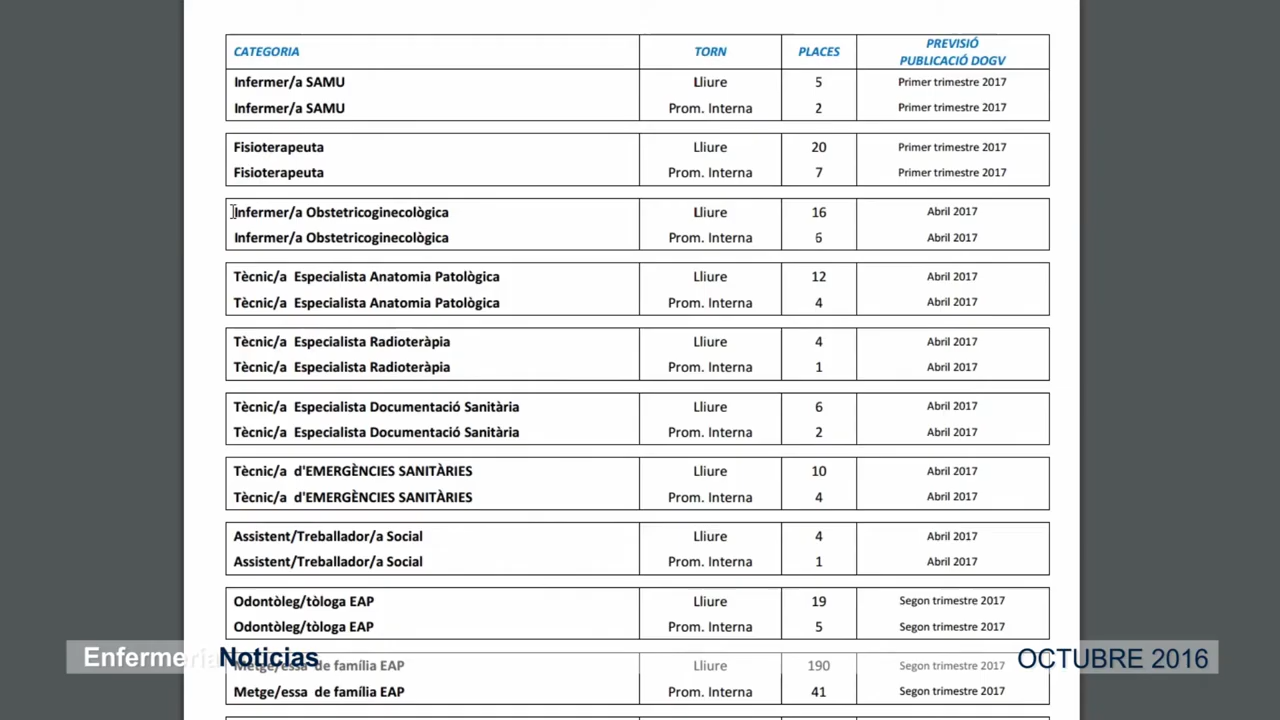 CATEGORIA TORN PLACES PREVISIÓ PUBLICACIÓ DOGV
Infermer/a SAMU Lliure 5 Primer trimestre 2017
Infermer/a SAMU Prom. Interna 2 Primer trimestre 2017
Fisioterapeuta Lliure 20 Primer trimestre 2017
Fisioterapeuta Prom. Interna 7 Primer trimestre 2017
Infermer/a Obstetricoginecològica Lliure 16 Abril 2017
Infermer/a Obstetricoginecològica Prom. Interna 6 Abril 2017
Tècnic/a Especialista Anatomia Patològica Lliure 12 Abril 2017
Tècnic/a Especialista Anatomia Patològica Prom. Interna 4 Abril 2017
Tècnic/a Especialista Radioteràpia Lliure 4 Abril 2017
Tècnic/a Especialista Radioteràpia Prom. Interna 1 Abril 2017
Tècnic/a Especialista Documentació Sanitària Lliure 6 Abril 2017
Tècnic/a Especialista Documentació Sanitària Prom. Interna 2 Abril 2017
Tècnic/a d'EMERGÈNCIES SANITÀRIES Lliure 10 Abril 2017
Tècnic/a d'EMERGÈNCIES SANITÀRIES Prom. Interna 4 Abril 2017
Assistent/Treballador/a Social Lliure 4 Abril 2017
Assistent/Treballador/a Social Prom. Interna 1 Abril 2017
Odontòleg/tòloga EAP Lliure 19 Segon trimestre 2017
Odontòleg/tòloga EAP Prom. Interna 5 Segon trimestre 2017
Enfermería Noticias OCTUBRE 2016
Metge/essa de família EAP Lliure 190 Segon trimestre 2017
Metge/essa de família EAP Prom. Interna 41 Segon trimestre 2017